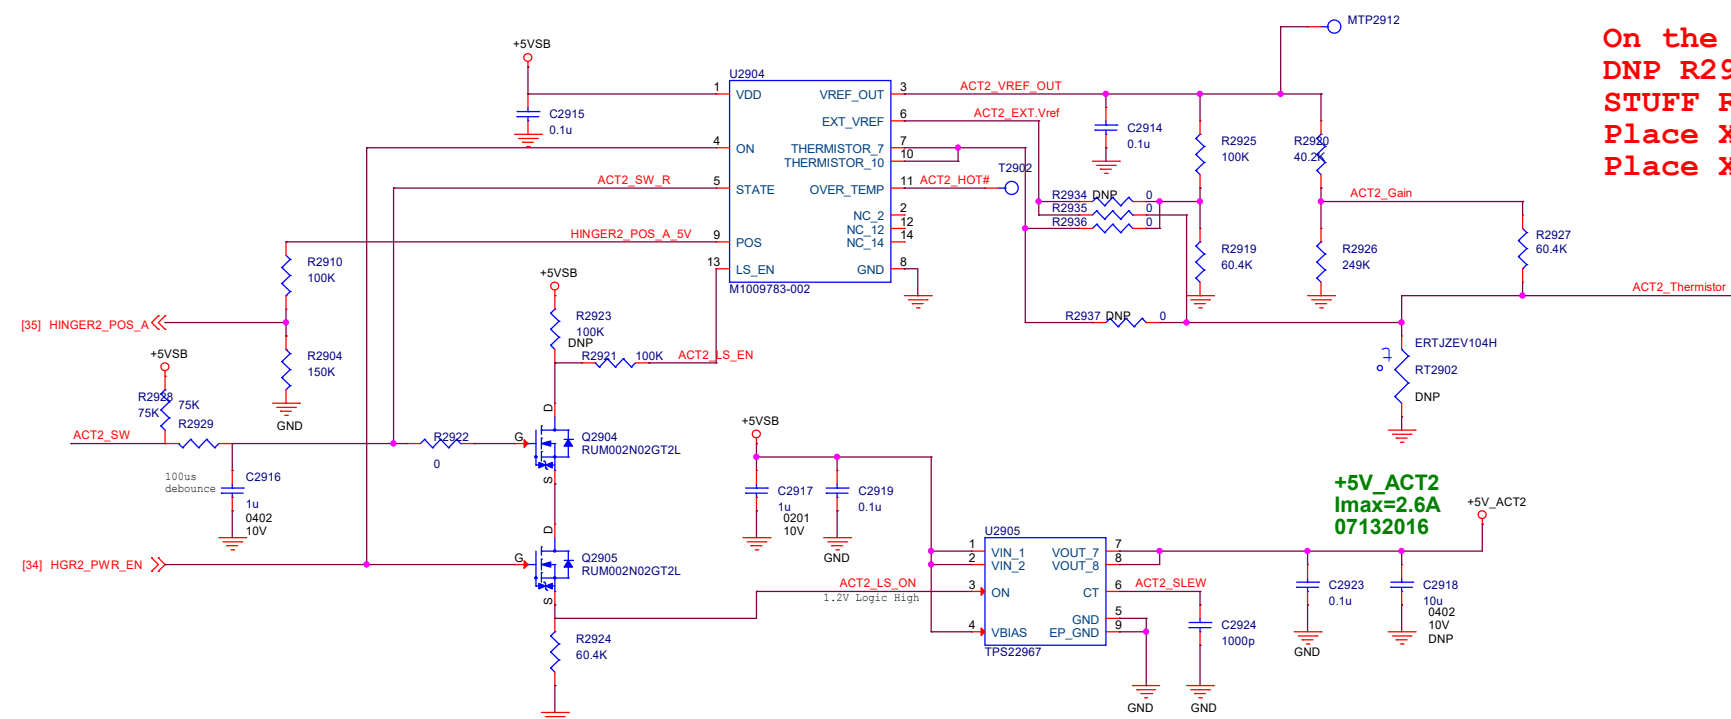 MTP2912
On the
+5VSB
U2904
DNP R29
1 VDD VREF_OUT 3 ACT2_VREF_OUT
STUFF R
C2915
0.1u
EXT_VREF 6 ACT2_EXT.Vref
C2914
0.1u
Place X
4 ON THERMISTOR_7 7
THERMISTOR_10 10
R2925
100K
R2920
40.2K
Place X
T2902
ACT2_SW_R 5 STATE OVER_TEMP 11 ACT2_HOT#
R2934 DNP 0
R2935 0
R2936 0
ACT2_Gain
NC_2 2
NC_12 12
NC_14 14
HINGER2_POS_A_5V 9 POS
R2927
60.4K
R2910
100K
13 LS_EN GND 8
R2919
60.4K
R2926
249K
+5VSB
M1009783-002
ACT2_Thermistor
[35] HINGER2_POS_A
R2923
100K
DNP
R2937 DNP 0
+5VSB
R2904
150K
R2921 100K ACT2_LS_EN
ERTJZEV104H
RT2902
DNP
t
R2928
75K
75K
R2929
GND
ACT2_SW
R2922
0
G
D
S
Q2904
RUM002N02GT2L
+5VSB
100us
debounce
C2916
1u
0402
10V
C2917
1u
0201
10V
C2919
0.1u
GND
+5V_ACT2
Imax=2.6A
07132016
+5V_ACT2
[34] HGR2_PWR_EN
G
D
S
Q2905
RUM002N02GT2L
U2905
1 VIN_1 VOUT_7 7
2 VIN_2 VOUT_8 8
ACT2_LS_ON 3 ON CT 6 ACT2_SLEW
1.2V Logic High
GND 5
4 VBIAS EP_GND 9
TPS22967
C2923
0.1u
GND
C2918
10u
0402
10V
DNP
R2924
60.4K
C2924
1000p
GND
GND